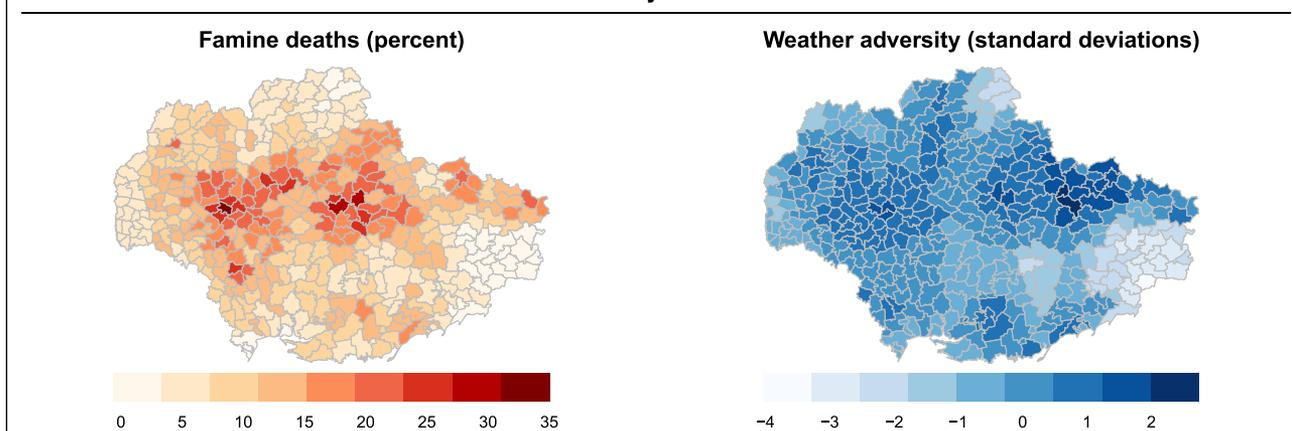 Famine deaths (percent)
Weather adversity (standard deviations)
0 5 10 15 20 25 30 35
−4 −3 −2 −1 0 1 2